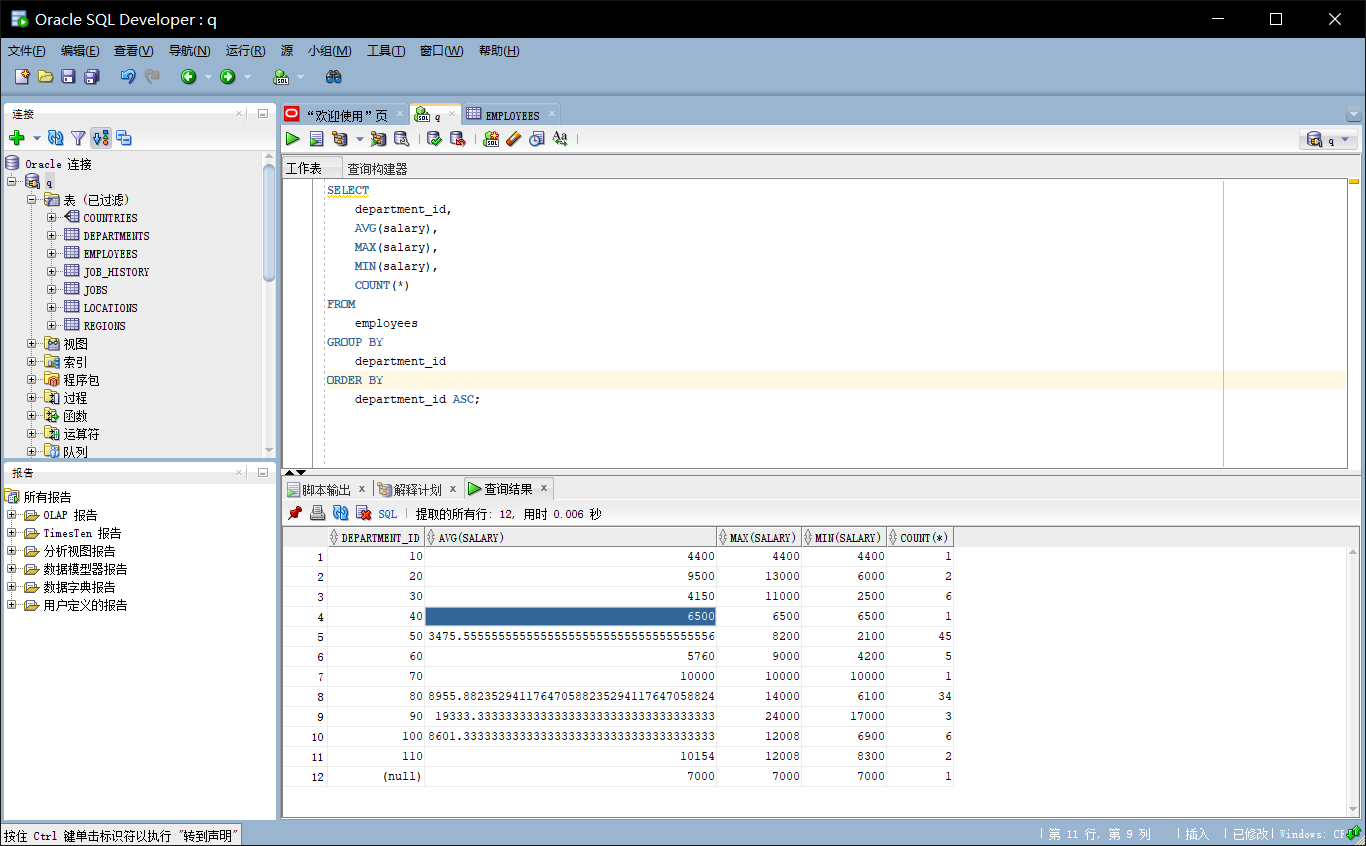 Oracle SQL Developer : q
文件(F) 编辑(E) 查看(V) 导航(N) 运行(R) 源 小组(M) 工具(T) 窗口(W) 帮助(H)
连接
Oracle 连接
q
表 (已过滤)
COUNTRIES
DEPARTMENTS
EMPLOYEES
JOB_HISTORY
JOBS
LOCATIONS
REGIONS
视图
索引
程序包
过程
函数
运算符
队列
报告
所有报告
OLAP 报告
TimesTen 报告
分析视图报告
数据模型器报告
数据字典报告
用户定义的报告
“欢迎使用”页 q EMPLOYEES
q
工作表 查询构建器
SELECT
department_id,
AVG(salary),
MAX(salary),
MIN(salary),
COUNT(*)
FROM
employees
GROUP BY
department_id
ORDER BY
department_id ASC;
脚本输出 x 解释计划 x 查询结果 x
SQL 提取的所有行: 12, 用时 0.006 秒
DEPARTMENT_ID AVG(SALARY) MAX(SALARY) MIN(SALARY) COUNT(*)
1 10 4400 4400 4400 1
2 20 9500 13000 6000 2
3 30 4150 11000 2500 6
4 40 6500 6500 6500 1
5 50 3475.555555555555555555555555555555555556 8200 2100 45
6 60 5760 9000 4200 5
7 70 10000 10000 10000 1
8 80 8955.882352941176470588235294117647058824 14000 6100 34
9 90 19333.3333333333333333333333333333333333 24000 17000 3
10 100 8601.333333333333333333333333333333333333 12008 6900 6
11 110 10154 12008 8300 2
12 (null) 7000 7000 7000 1
按住 Ctrl 键单击标识符以执行 "转到声明"
第 11 行, 第 9 列 插入 已修改 Windows: CR